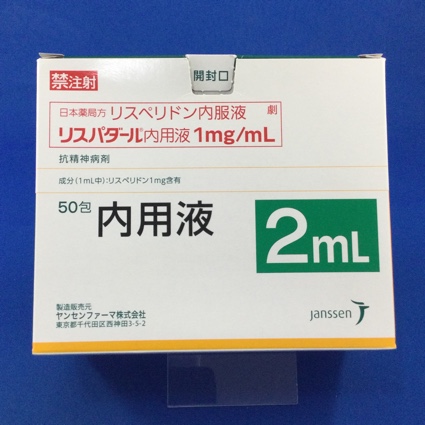 開封口
禁注射
日本薬局方 リスペリドン内服液 劇
リスパダール内用液1mg/mL
抗精神病剤
成分(1mL中):リスペリドン1mg含有
50包 内用液 2mL
製造販売元
ヤンセンファーマ株式会社
東京都千代田区西神田3-5-2
janssen